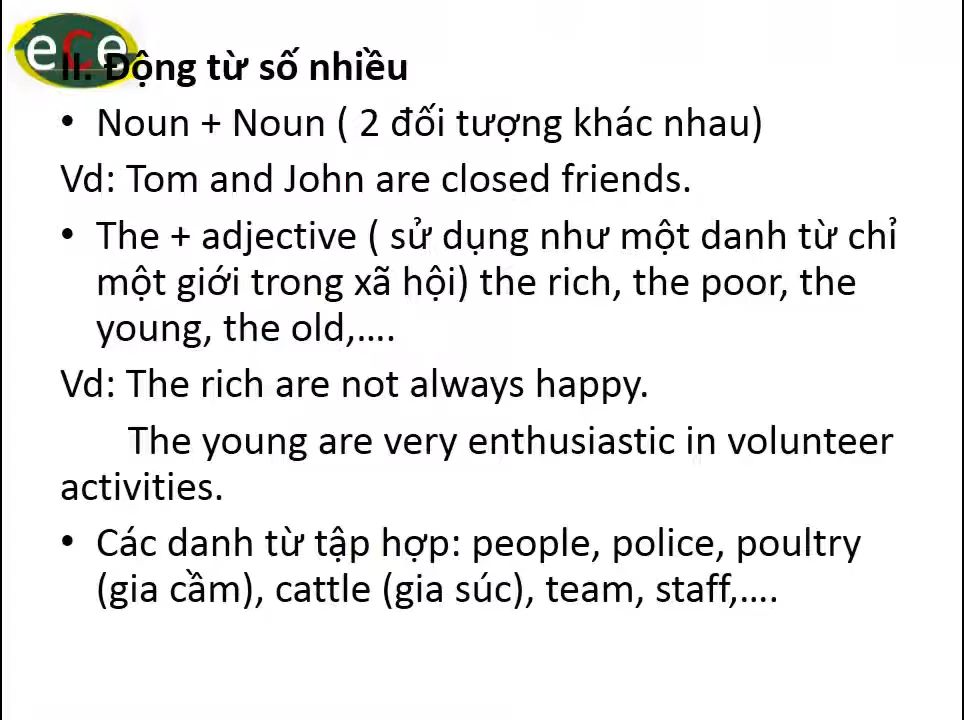 ece
II. Động từ số nhiều
• Noun + Noun ( 2 đối tượng khác nhau)
Vd: Tom and John are closed friends.
• The + adjective ( sử dụng như một danh từ chỉ
một giới trong xã hội) the rich, the poor, the
young, the old,....
Vd: The rich are not always happy.
The young are very enthusiastic in volunteer
activities.
• Các danh từ tập hợp: people, police, poultry
(gia cầm), cattle (gia súc), team, staff,....